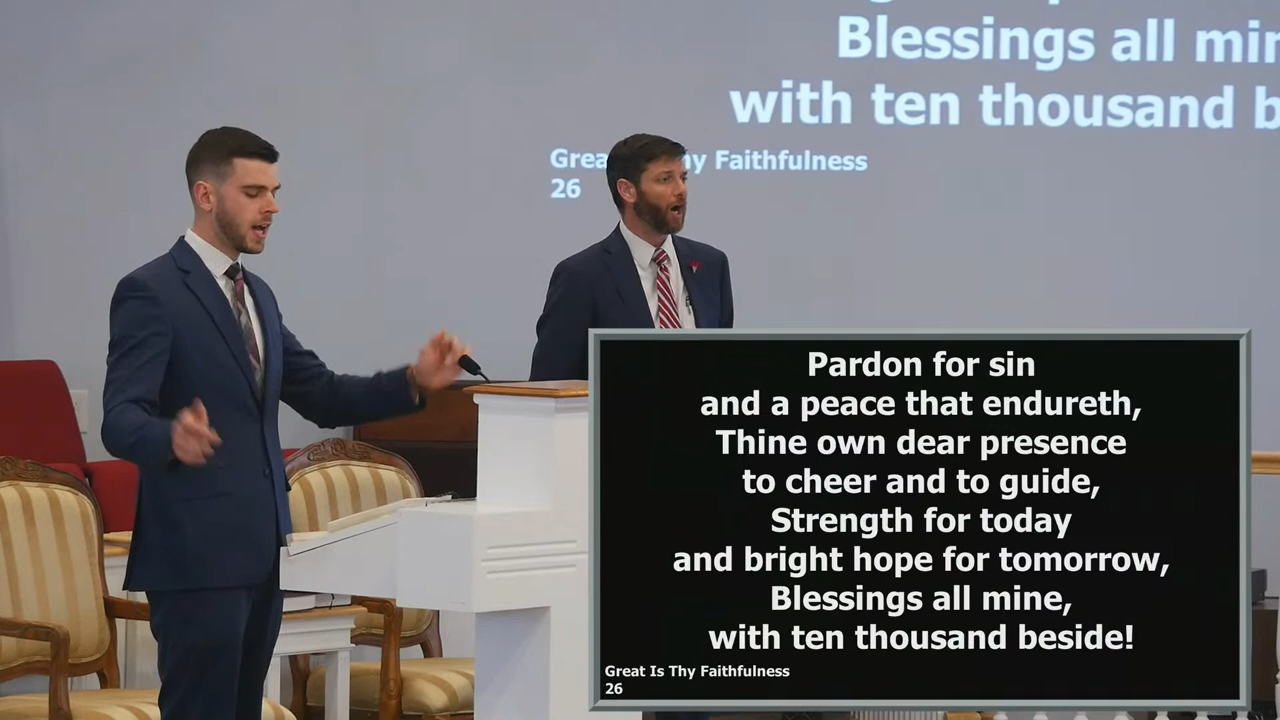 Blessings all
with ten thousand
Thy Faithfulness
26
Pardon for sin
and a peace that endureth,
Thine own dear presence
to cheer and to guide,
Strength for today
and bright hope for tomorrow,
Blessings all mine,
with ten thousand beside!
Great Is Thy Faithfulness
26